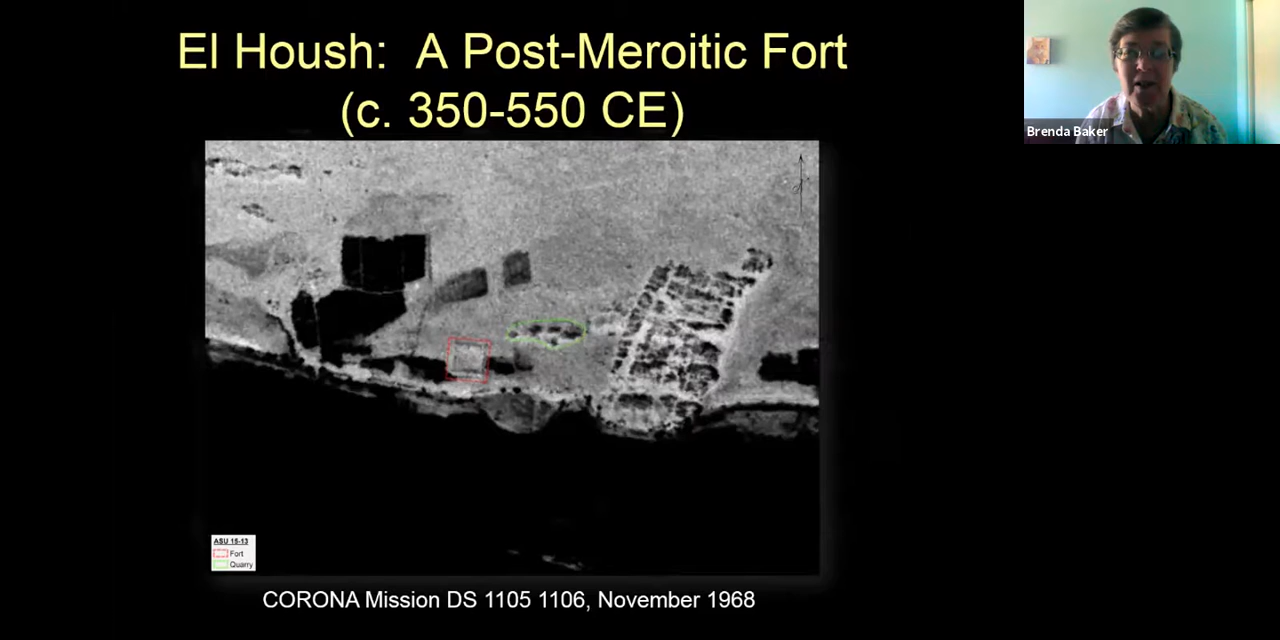 El Housh:  A Post-Meroitic Fort
(c. 350-550 CE)
Brenda Baker
ASU 15-13
Fort
Quarry
CORONA Mission DS 1105 1106, November 1968